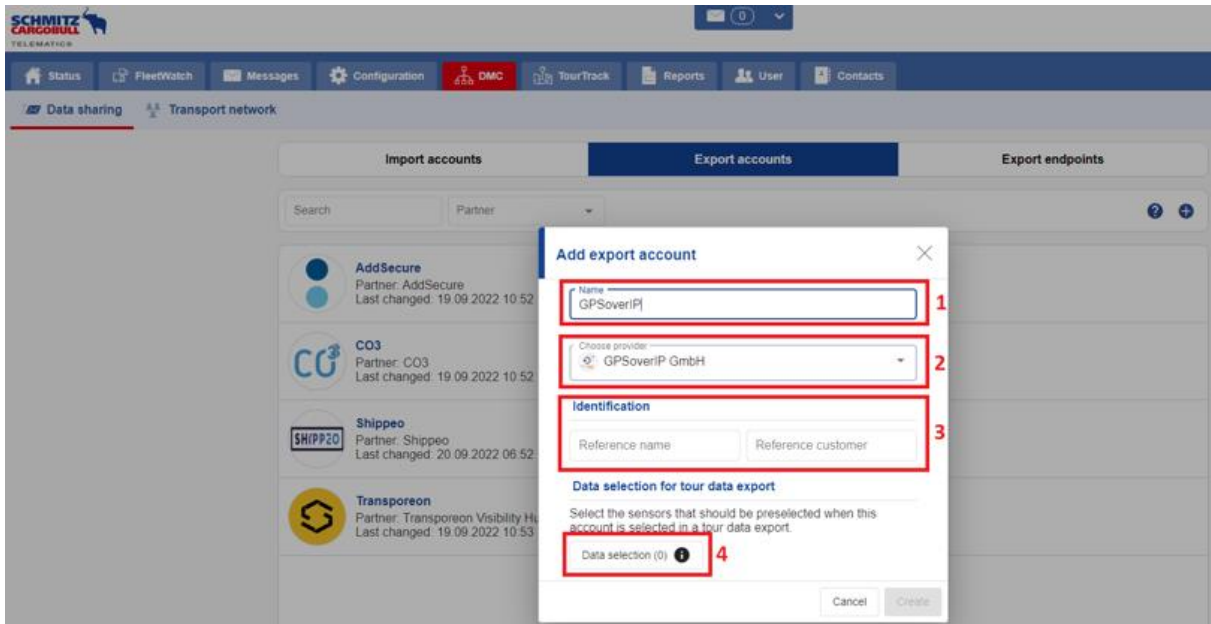 SCHMITZ
CARGOBULL
TELEMATICS
0
Status
FleetWatch
Messages
Configuration
DMC
TourTrack
Reports
User
Contacts
Data sharing
Transport network
Import accounts
Export accounts
Export endpoints
Search
Partner
AddSecure
Partner: AddSecure
Last changed: 19.09.2022 10:52
CO3
CO3
Partner: CO3
Last changed: 19.09.2022 10:52
SHIPP20
Shippeo
Partner: Shippeo
Last changed: 20.09.2022 06:52
Transporeon
Partner: Transporeon Visibility Hu
Last changed: 19.09.2022 10:53
Add export account
Name
GPSoverIP
1
Choose provider
GPSoverIP GmbH
2
Identification
Reference name
Reference customer
3
Data selection for tour data export
Select the sensors that should be preselected when this
account is selected in a tour data export.
Data selection (0)
4
Cancel
Create